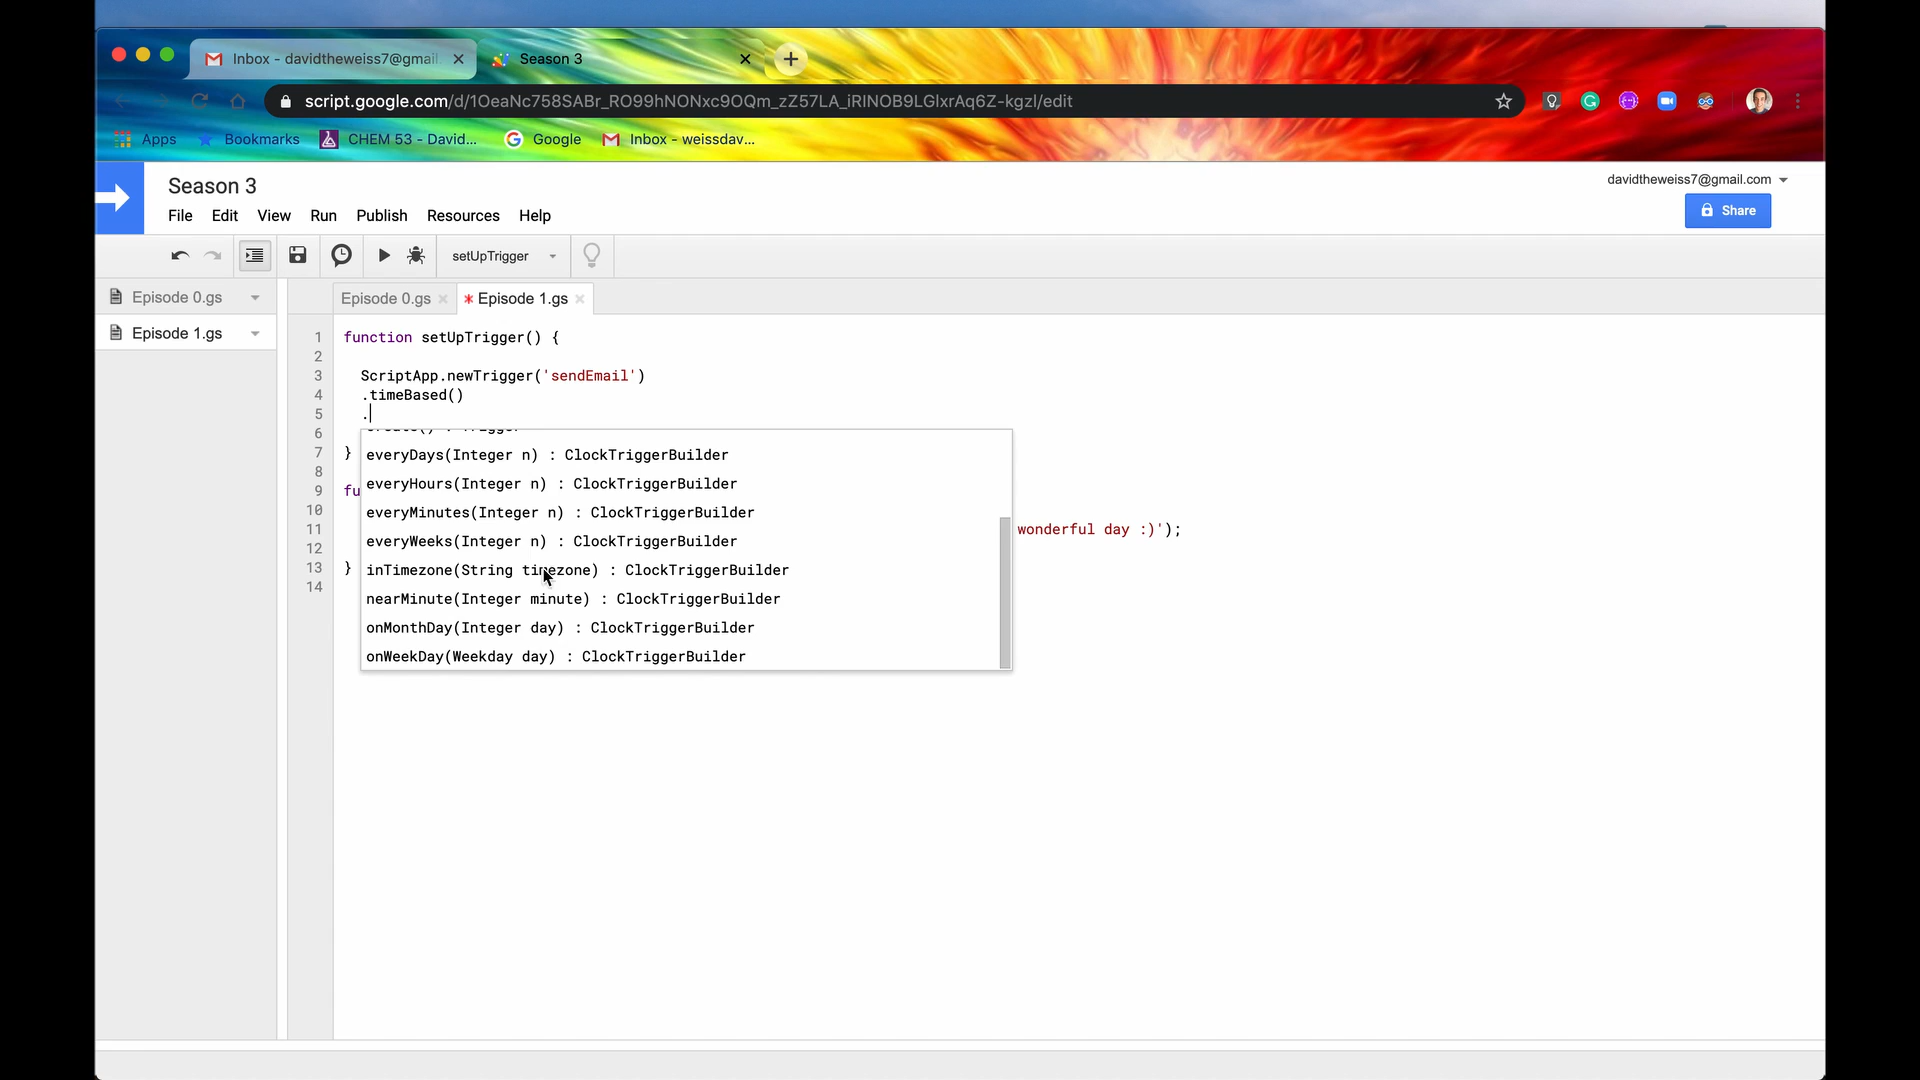 Inbox - davidtheweiss7@gmail
Season 3
script.google.com/d/1OeaNc758SABr_RO99hNONxc9OQm_zZ57LA_iRINOB9LGlxrAq6Z-kgzl/edit
Apps Bookmarks CHEM 53 - David... Google Inbox - weissdav...
Season 3
davidtheweiss7@gmail.com
File Edit View Run Publish Resources Help
Share
setUpTrigger
Episode 0.gs
Episode 1.gs
Episode 0.gs * Episode 1.gs
1 function setUpTrigger() {
2
3 ScriptApp.newTrigger('sendEmail')
4 .timeBased()
5 .
6
7 }
8
9 fu
10
11 wonderful day :)');
12
13 }
14
create() : Trigger
everyDays(Integer n) : ClockTriggerBuilder
everyHours(Integer n) : ClockTriggerBuilder
everyMinutes(Integer n) : ClockTriggerBuilder
everyWeeks(Integer n) : ClockTriggerBuilder
inTimezone(String timezone) : ClockTriggerBuilder
nearMinute(Integer minute) : ClockTriggerBuilder
onMonthDay(Integer day) : ClockTriggerBuilder
onWeekDay(Weekday day) : ClockTriggerBuilder